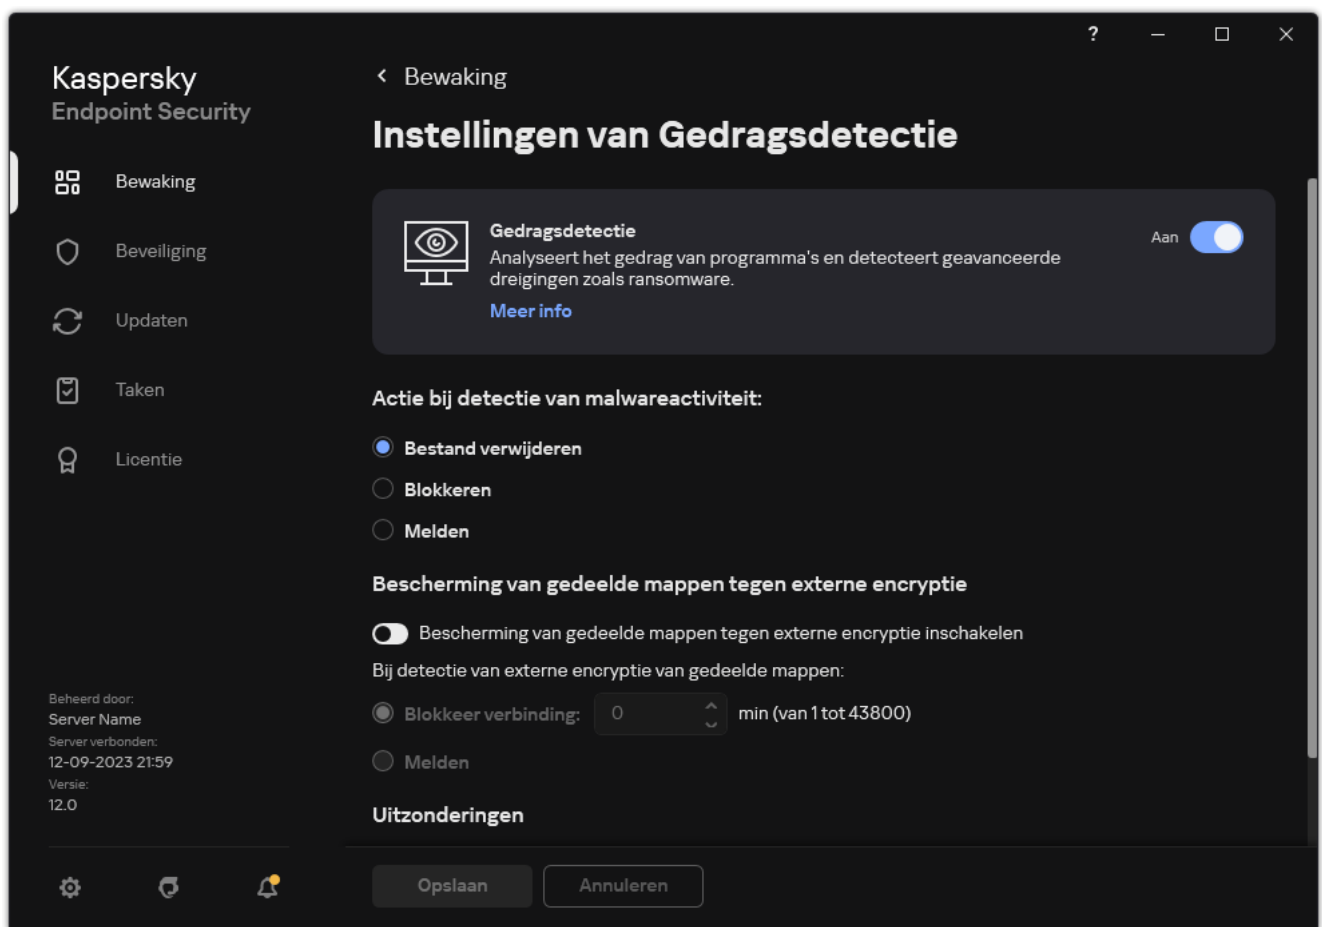 ?
Kaspersky
Endpoint Security
Bewaking
Beveiliging
Updaten
Taken
Licentie
Beheerd door:
Server Name
Server verbonden:
12-09-2023 21:59
Versie:
12.0
Bewaking
Instellingen van Gedragsdetectie
Gedragsdetectie
Analyseert het gedrag van programma's en detecteert geavanceerde
dreigingen zoals ransomware.
Meer info
Aan
Actie bij detectie van malwareactiviteit:
Bestand verwijderen
Blokkeren
Melden
Bescherming van gedeelde mappen tegen externe encryptie
Bescherming van gedeelde mappen tegen externe encryptie inschakelen
Bij detectie van externe encryptie van gedeelde mappen:
Blokkeer verbinding: 0 min (van 1 tot 43800)
Melden
Uitzonderingen
Opslaan Annuleren